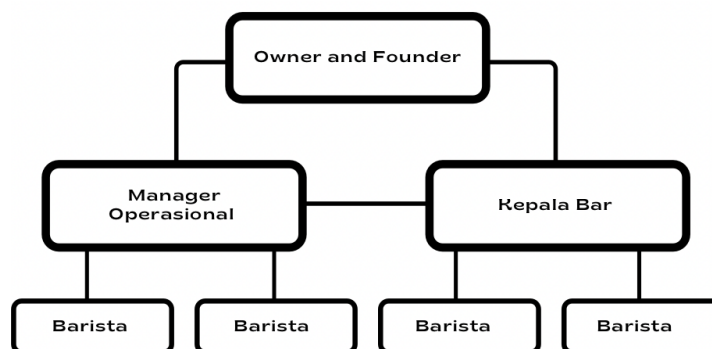 Owner and Founder
Manager
Operasional
Kepala Bar
Barista
Barista
Barista
Barista